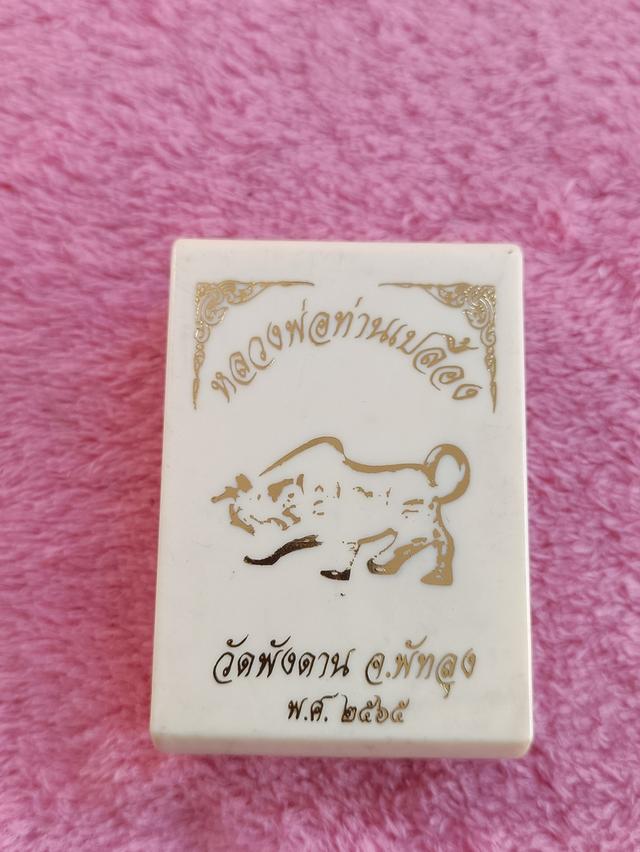 หลวงพ่อท่านเปลื้อง
วัดพังดาน จ.พัทลุง
พ.ศ. ๒๕๖๕